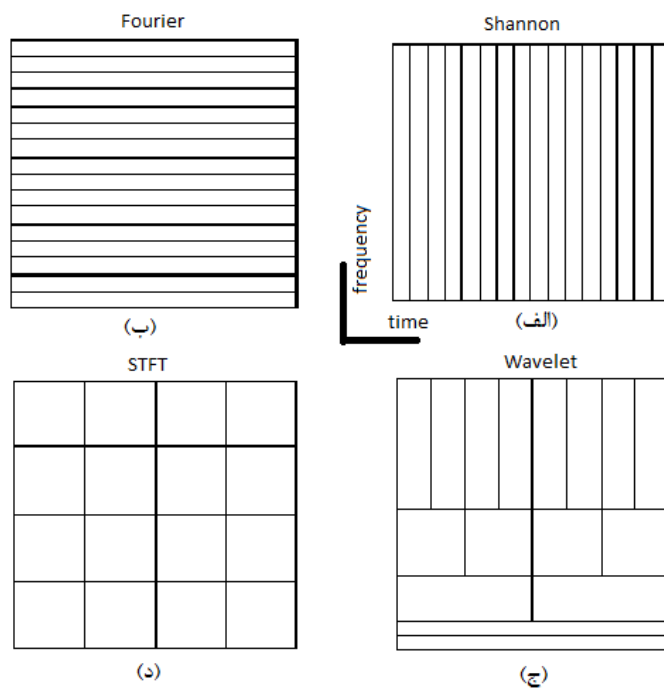 Fourier
Shannon
frequency
time
(ب)
(الف)
STFT
Wavelet
(د)
(ج)